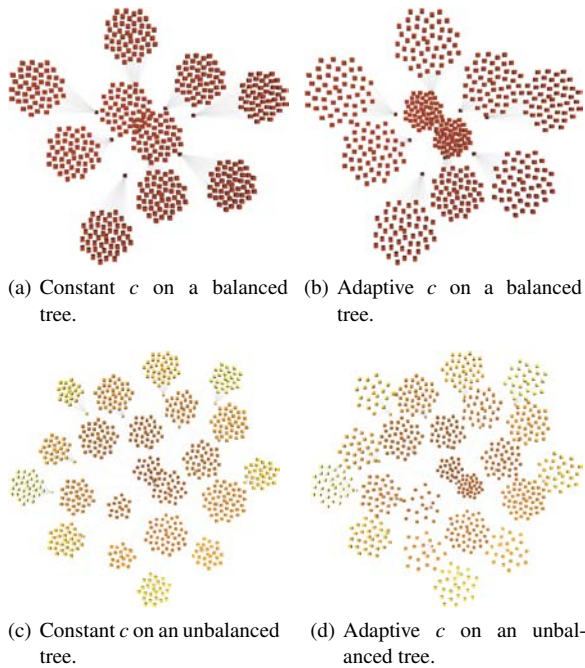 (a) Constant c on a balanced
tree.
(b) Adaptive c on a balanced
tree.
(c) Constant c on an unbalanced
tree.
(d) Adaptive c on an unbal-
anced tree.